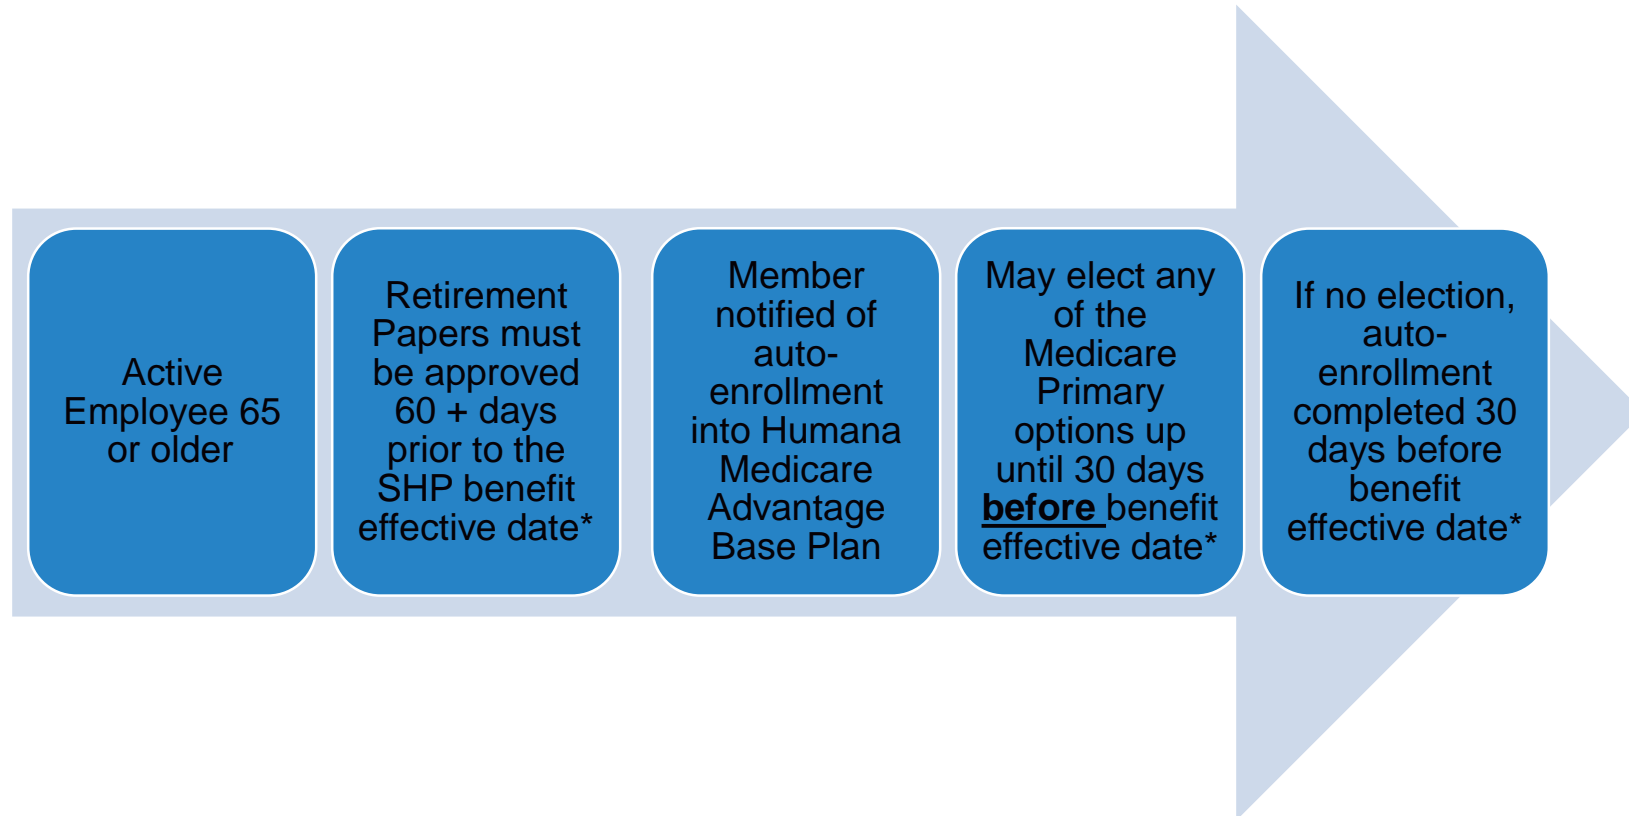 Active
Employee 65
or older
Retirement
Papers must
be approved
60 + days
prior to the
SHP benefit
effective date*
Member
notified of
auto-
enrollment
into Humana
Medicare
Advantage
Base Plan
May elect any
of the
Medicare
Primary
options up
until 30 days
before benefit
effective date*
If no election,
auto-
enrollment
completed 30
days before
benefit
effective date*